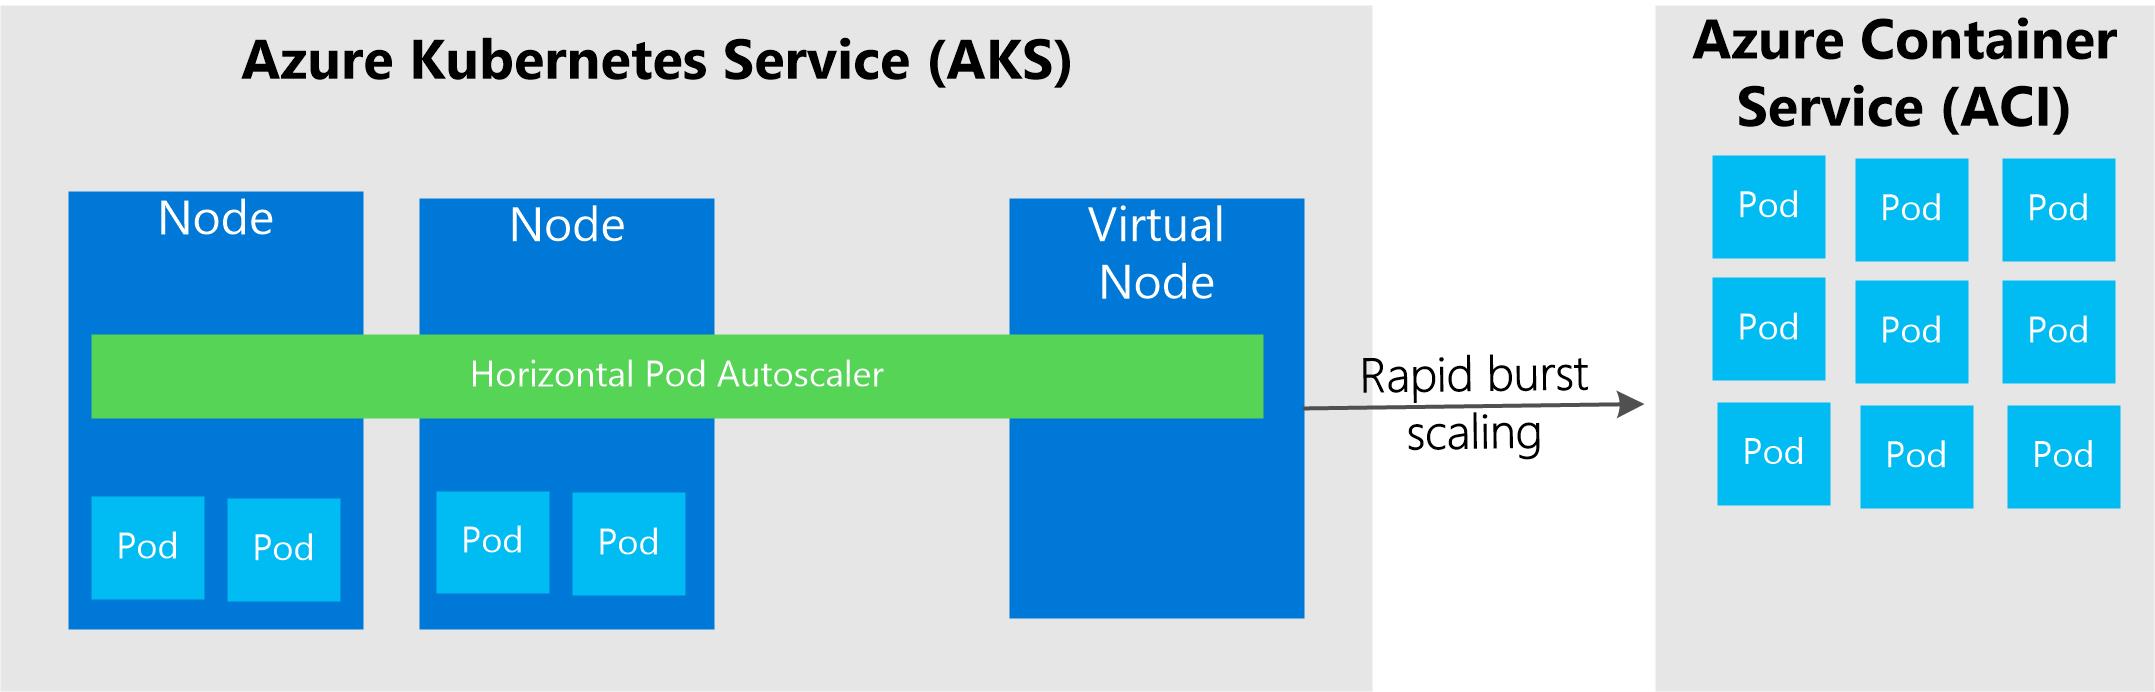 Azure Kubernetes Service (AKS)
Node
Node
Virtual
Node
Horizontal Pod Autoscaler
Pod
Pod
Pod
Pod
Rapid burst
scaling
Azure Container
Service (ACI)
Pod
Pod
Pod
Pod
Pod
Pod
Pod
Pod
Pod